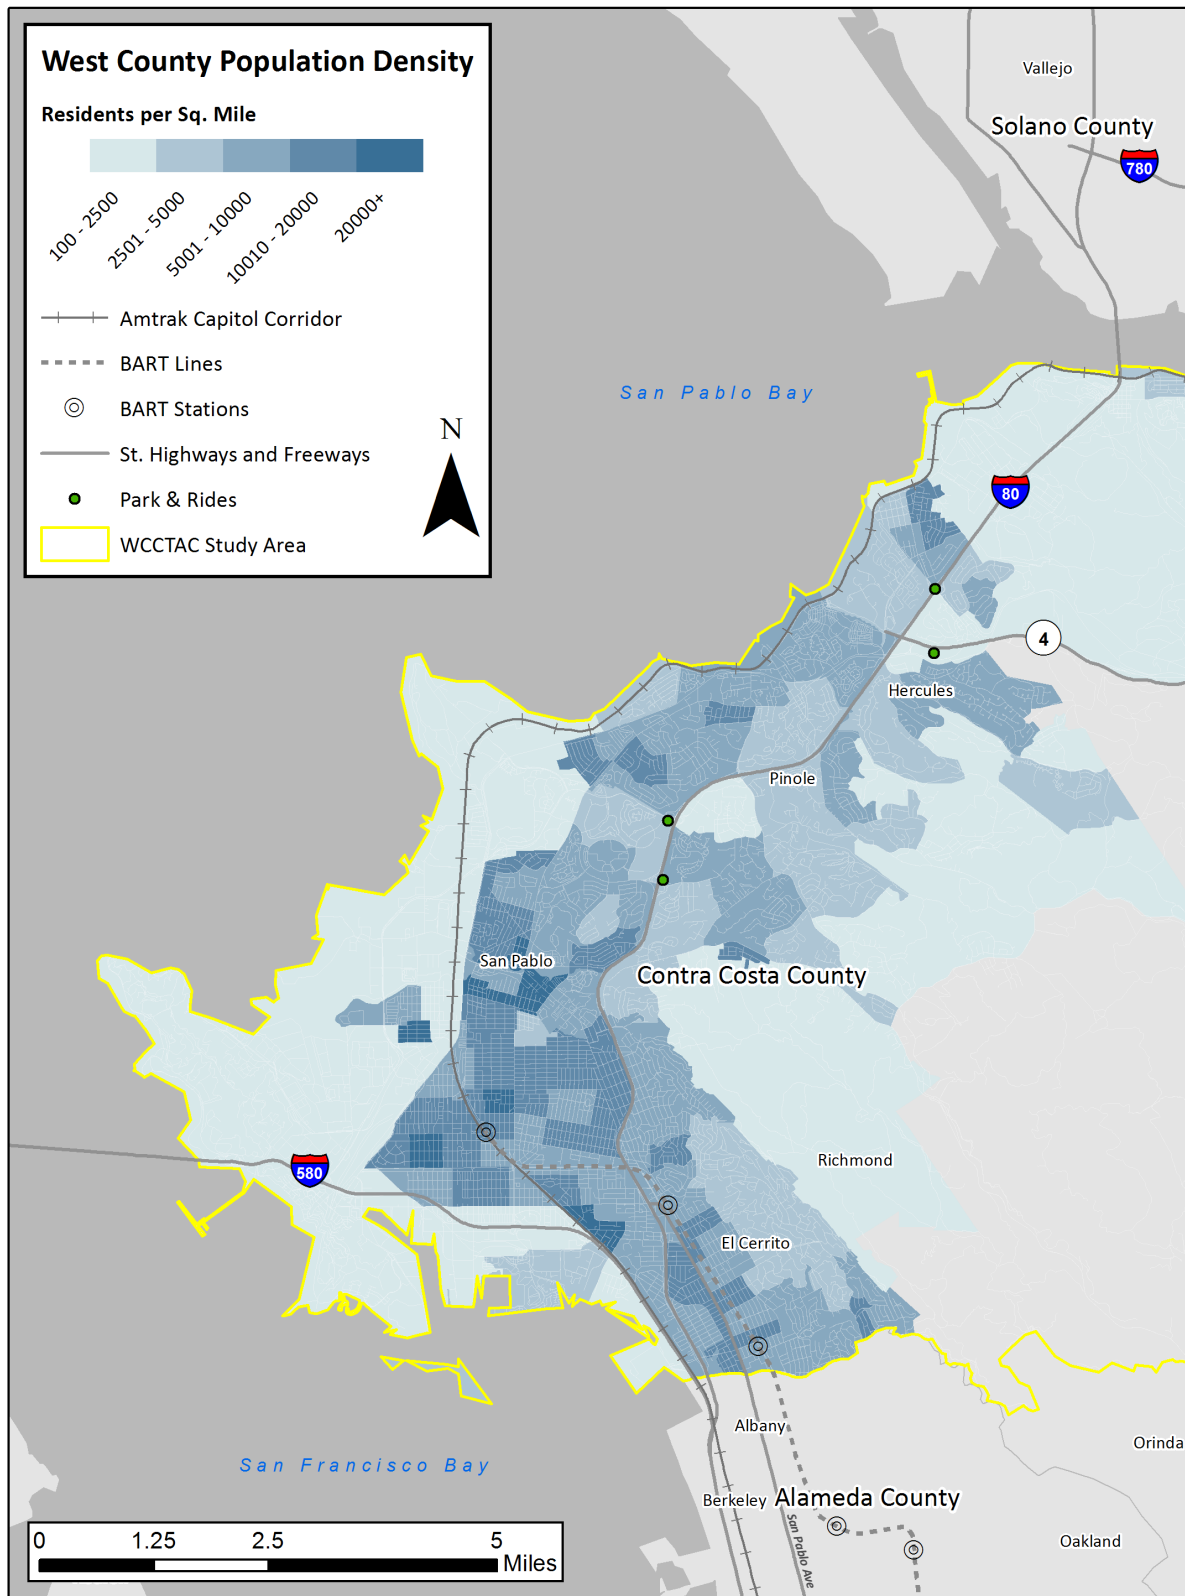 West County Population Density
Residents per Sq. Mile
100 - 2500
2501 - 5000
5001 - 10000
10010 - 20000
20000+
Amtrak Capitol Corridor
BART Lines
BART Stations
St. Highways and Freeways
Park & Rides
WCCTAC Study Area
N
Vallejo
Solano County
780
San Pablo Bay
80
4
Hercules
Pinole
San Pablo
Contra Costa County
Richmond
580
El Cerrito
Albany
Orinda
San Francisco Bay
Berkeley
Alameda County
San Pablo Ave
Oakland
0 1.25 2.5 5
Miles